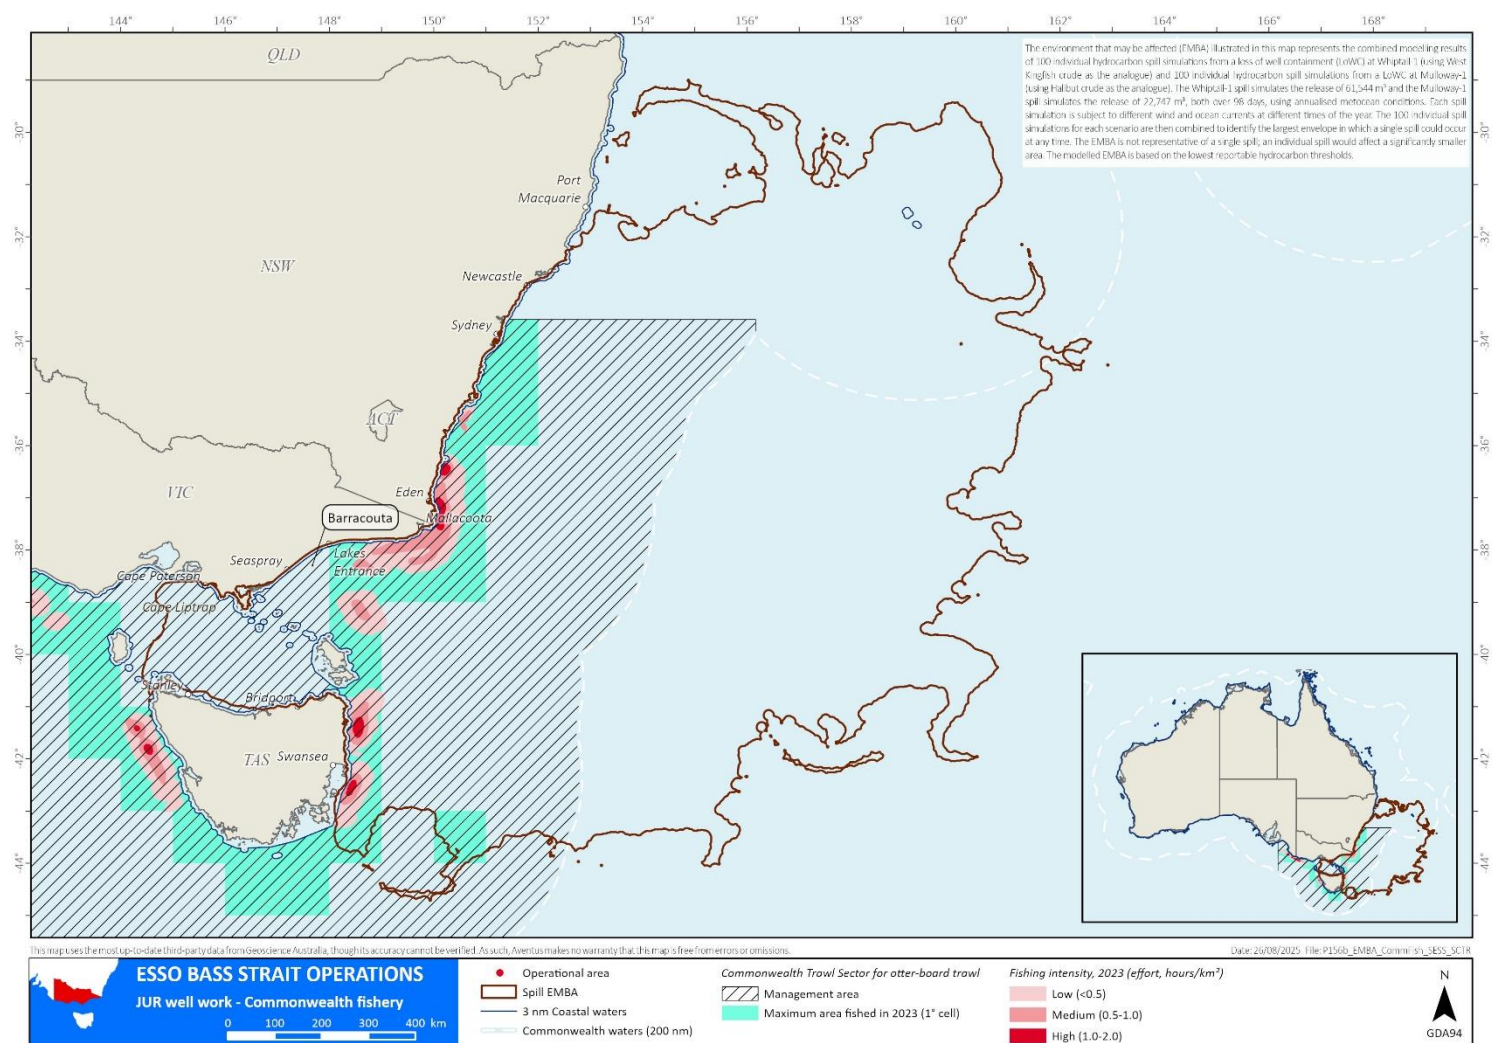 144°
146°
148°
150°
152°
154°
156°
158°
160°
162°
164°
166°
168°
The environment that may be affected (EMBA) illustrated in this map represents the combined modelling results
of 100 individual hydrocarbon spill simulations from a loss of well containment (LoWC) at Whiptail 1 (using West
Kingfish crude as the analogue) and 100 individual hydrocarbon spill simulations from a LoWC at Mulloway-1
(using Halibut crude as the analogue). The Whiptail-1 spill simulates the release of 61,544 m³ and the Mulloway-1
spill simulates the release of 22,747 m³, both over 98 days, using annualised metocean conditions. Each spill
simulation is subject to different wind and ocean currents at different times of the year. The 100 individual spill
simulations for each scenario are then combined to identify the largest envelope in which a single spill could occur
at any time. The EMBA is not representative of a single spill; an individual spill would affect a significantly smaller
area. The modelled EMBA is based on the lowest reportable hydrocarbon thresholds.
QLD
-30°
-30°
Port
Macquarie
-32°
-32°
NSW
Newcastle
Sydney
-34°
-34°
ACT
-36°
-36°
VIC
Eden
Barracouta
Mallacoota
-38°
-38°
Lakes
Entrance
Seaspray
Cape Paterson
Cape Liptrap
-40°
-40°
Stanley
Bridport
-42°
-42°
TAS
Swansea
-44°
-44°
This map uses the most up-to-date third-party data from Geoscience Australia, though its accuracy cannot be verified. As such, Aventus makes no warranty that this map is free from errors or omissions.
Date: 26/08/2025. File: P156b_EMBA_CommFish_SESS_SCTR
ESSO BASS STRAIT OPERATIONS
JUR well work - Commonwealth fishery
0 100 200 300 400 km
Operational area
Spill EMBA
3 nm Coastal waters
Commonwealth waters (200 nm)
Commonwealth Trawl Sector for otter-board trawl
Management area
Maximum area fished in 2023 (1° cell)
Fishing intensity, 2023 (effort, hours/km²)
Low (<0.5)
Medium (0.5-1.0)
High (1.0-2.0)
N
GDA94